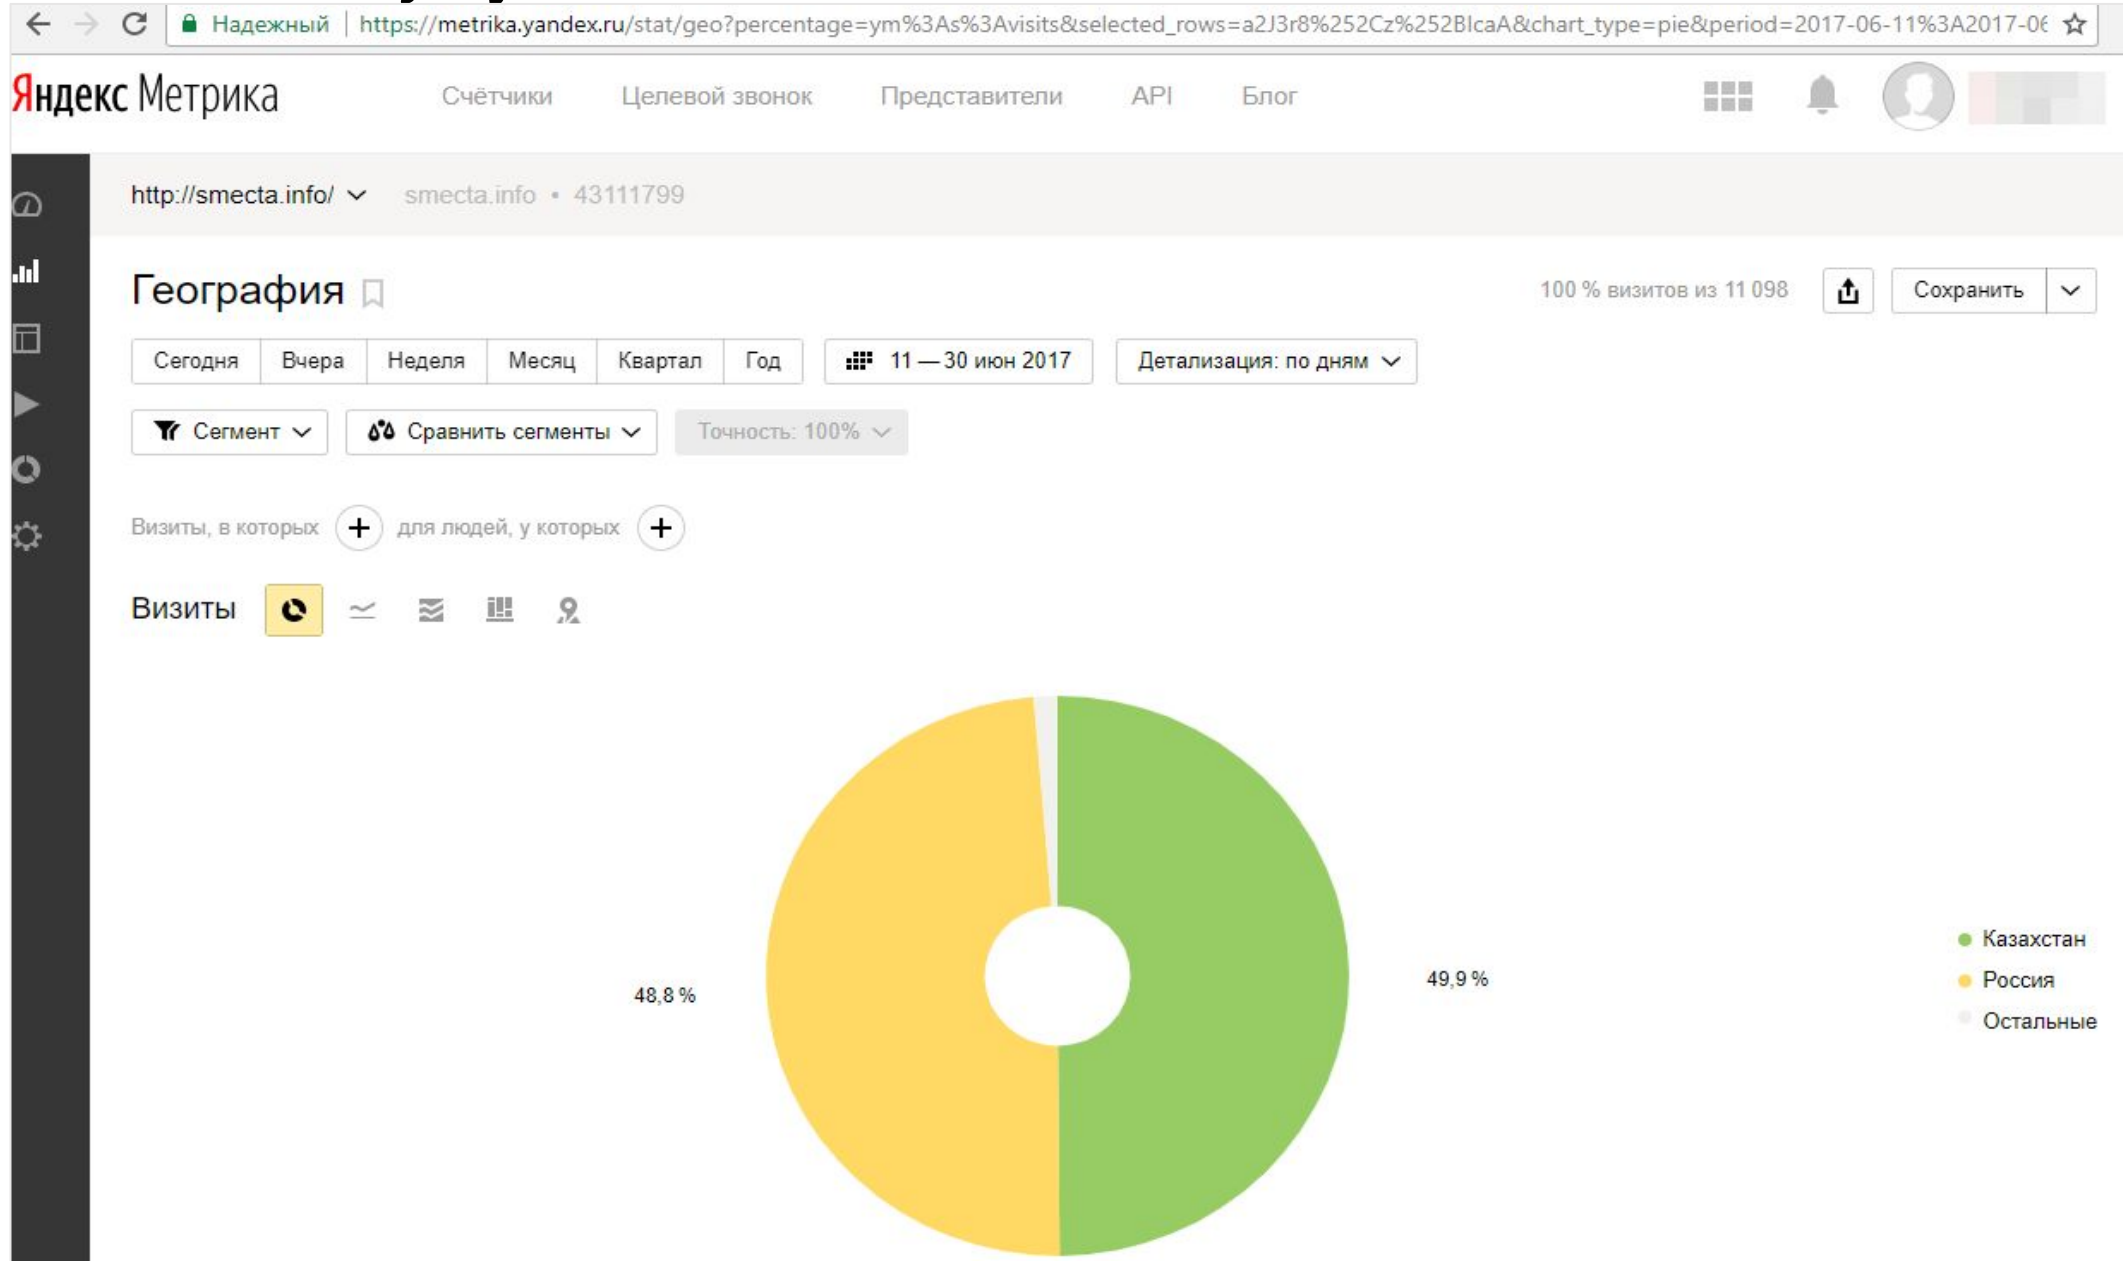 Надежный | https://metrika.yandex.ru/stat/geo?percentage=ym%3As%3Avisits&selected_rows=a2J3r8%252Cz%252BIcaA&chart_type=pie&period=2017-06-11%3A2017-06
Яндекс Метрика Счётчики Целевой звонок Представители API Блог
http://smecta.info/ smecta.info • 43111799
География 100 % визитов из 11 098 Сохранить
Сегодня Вчера Неделя Месяц Квартал Год 11 — 30 июн 2017 Детализация: по дням
Сегмент Сравнить сегменты Точность: 100%
Визиты, в которых + для людей, у которых +
Визиты
48,8 %
49,9 %
Казахстан
Россия
Остальные